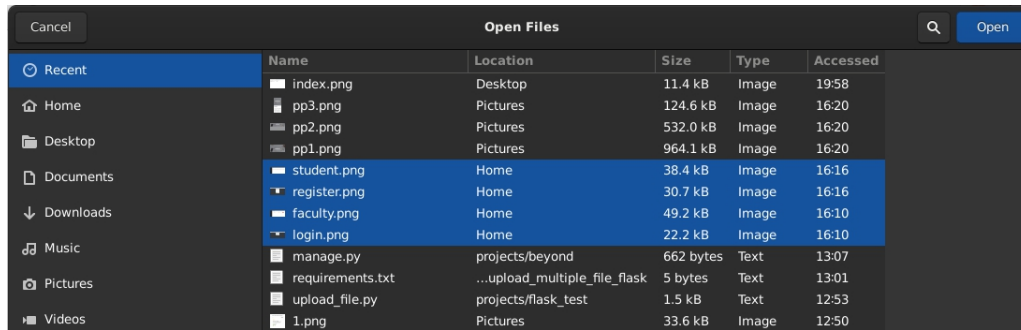 Cancel Open Files Open
Recent
Home
Desktop
Documents
Downloads
Music
Pictures
Videos
Name Location Size Type Accessed
index.png Desktop 11.4 kB Image 19:58
pp3.png Pictures 124.6 kB Image 16:20
pp2.png Pictures 532.0 kB Image 16:20
pp1.png Pictures 964.1 kB Image 16:20
student.png Home 38.4 kB Image 16:16
register.png Home 30.7 kB Image 16:16
faculty.png Home 49.2 kB Image 16:10
login.png Home 22.2 kB Image 16:10
manage.py projects/beyond 662 bytes Text 13:07
requirements.txt ...upload_multiple_file_flask 5 bytes Text 13:01
upload_file.py projects/flask_test 1.5 kB Text 12:53
1.png Pictures 33.6 kB Image 12:50